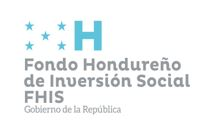 H
Fondo Hondureño
de Inversión Social
FHIS
Gobierno de la República